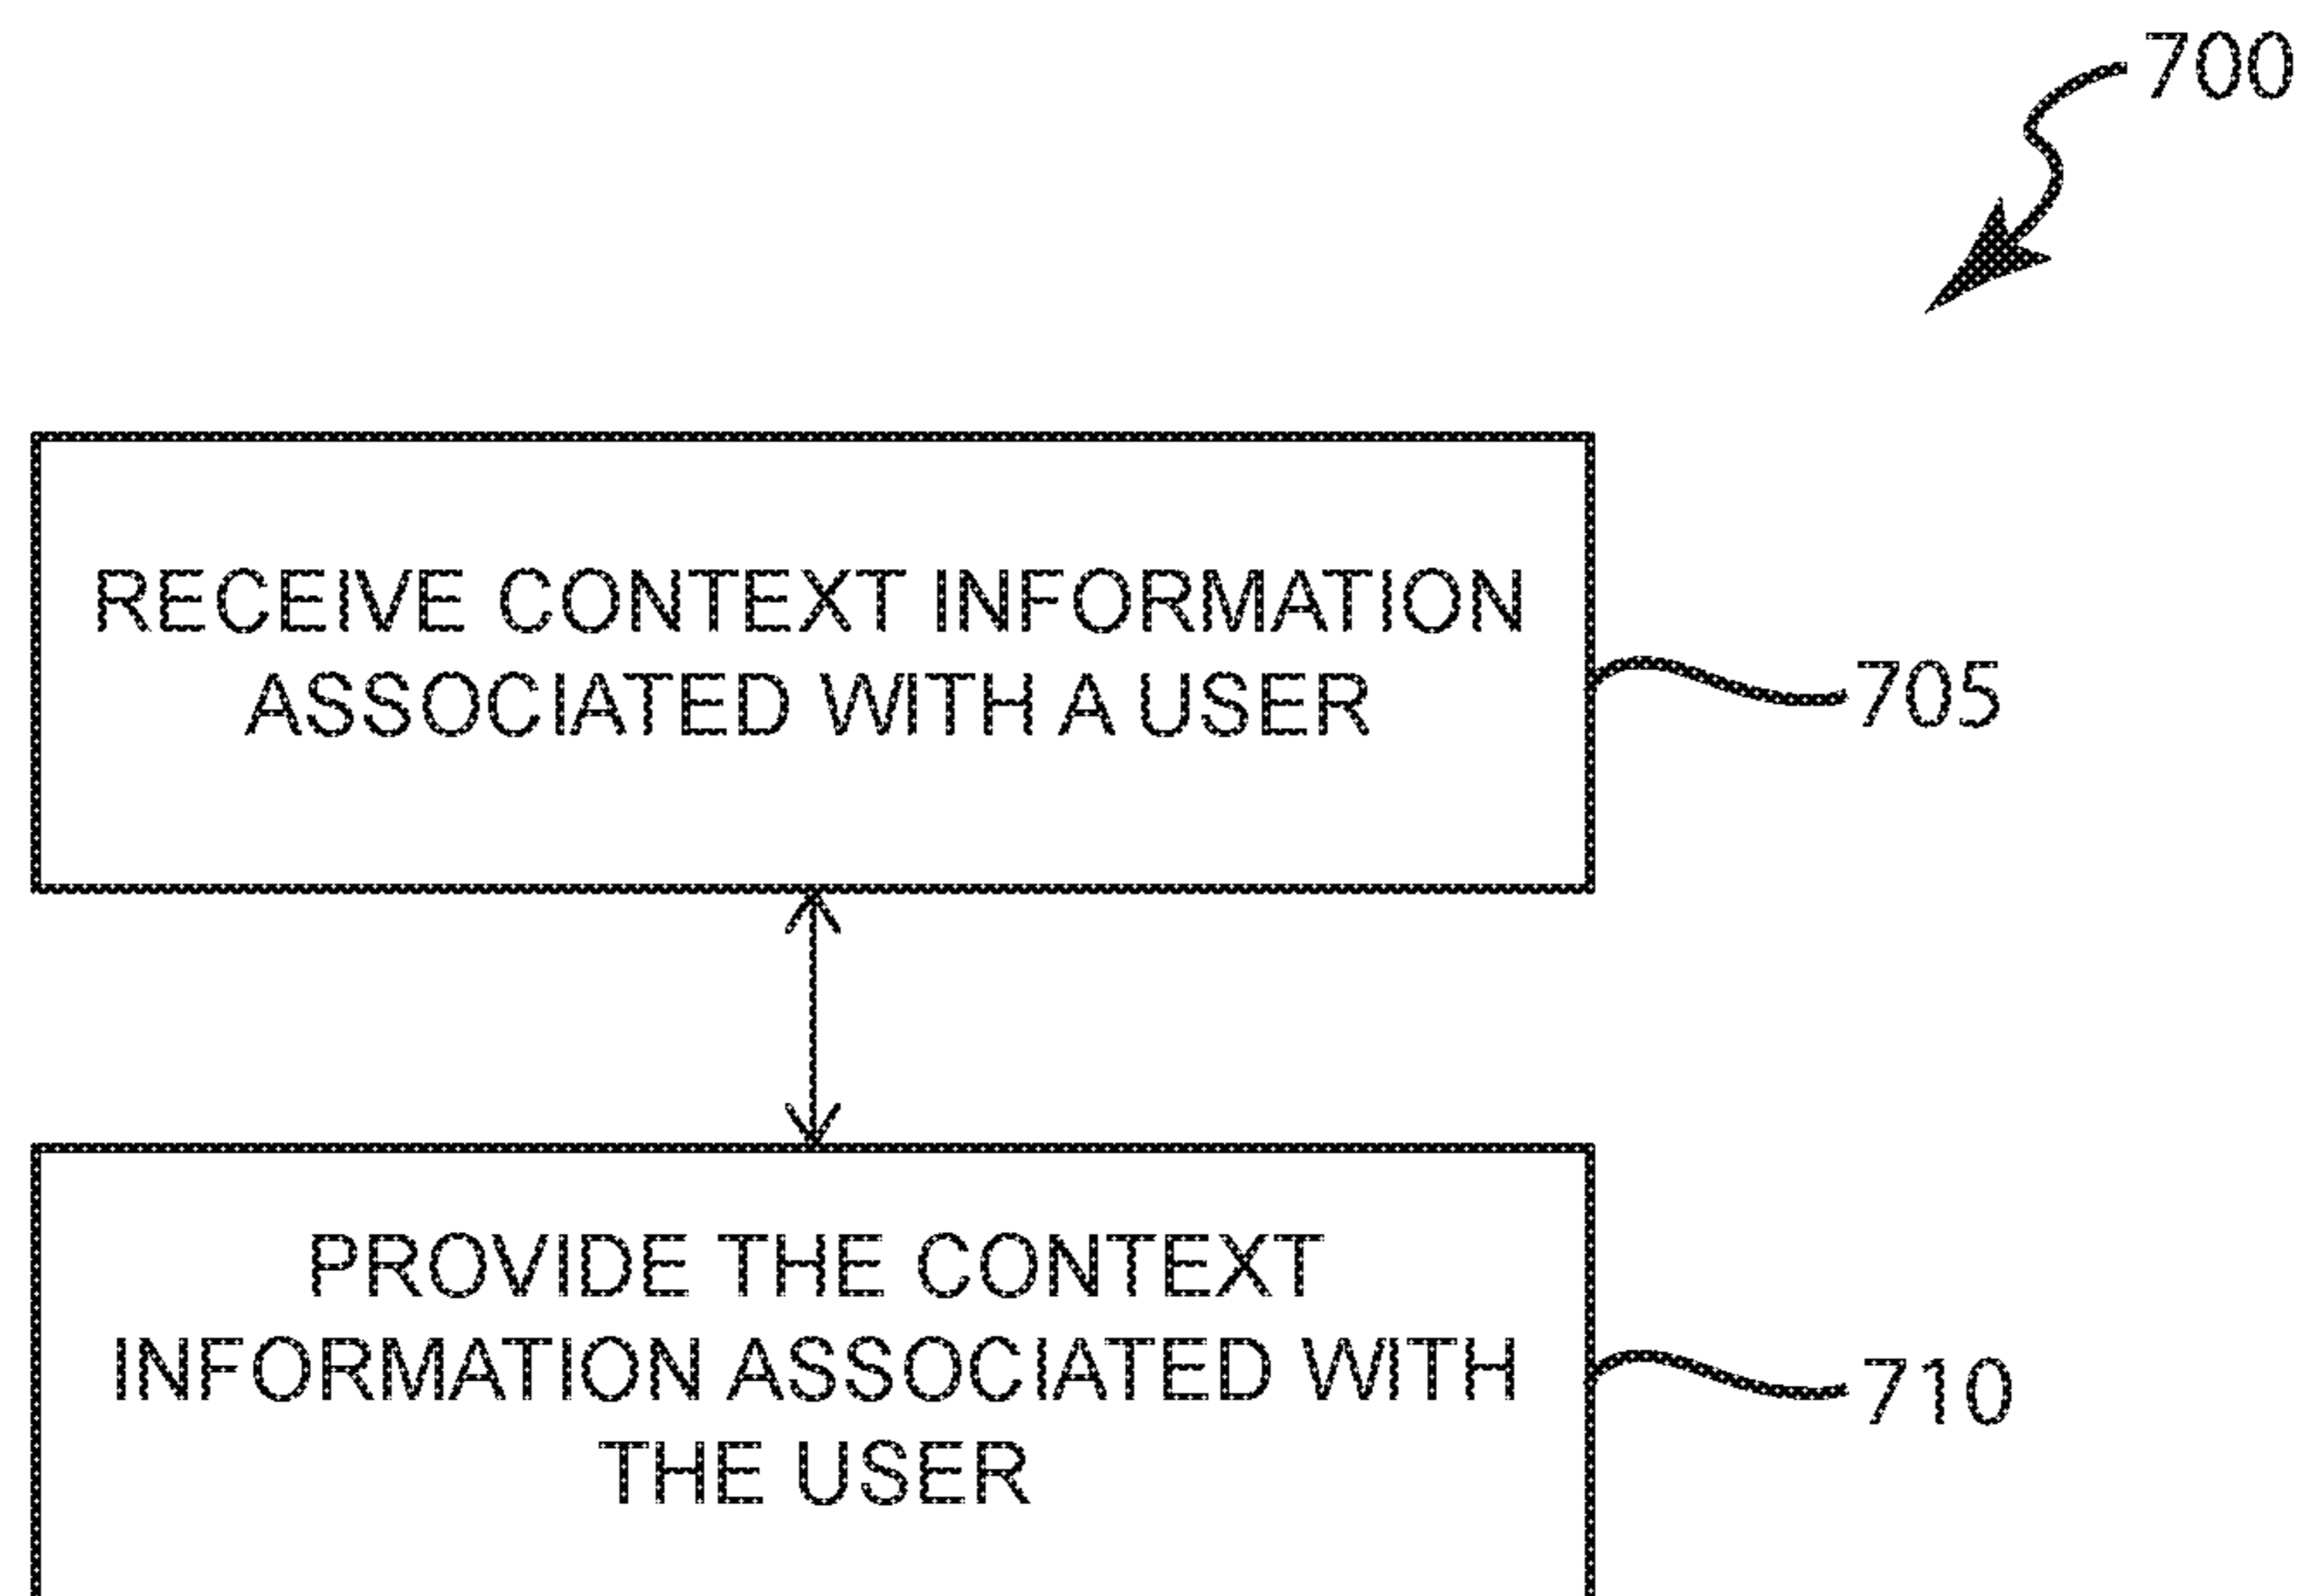 700
RECEIVE CONTEXT INFORMATION
ASSOCIATED WITH A USER
705
PROVIDE THE CONTEXT
INFORMATION ASSOCIATED WITH
THE USER
710